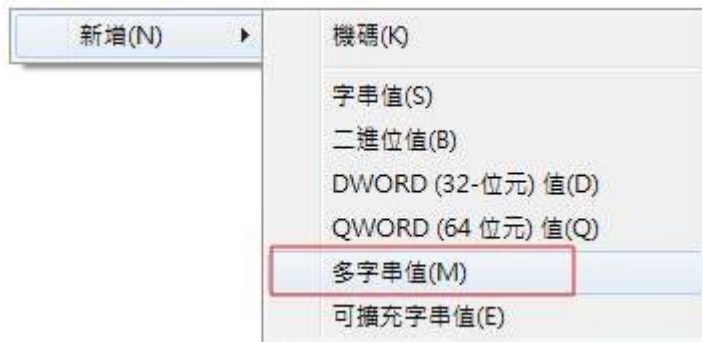 新增(N)
機碼(K)
字串值(S)
二進位值(B)
DWORD (32-位元) 值(D)
QWORD (64 位元) 值(Q)
多字串值(M)
可擴充字串值(E)